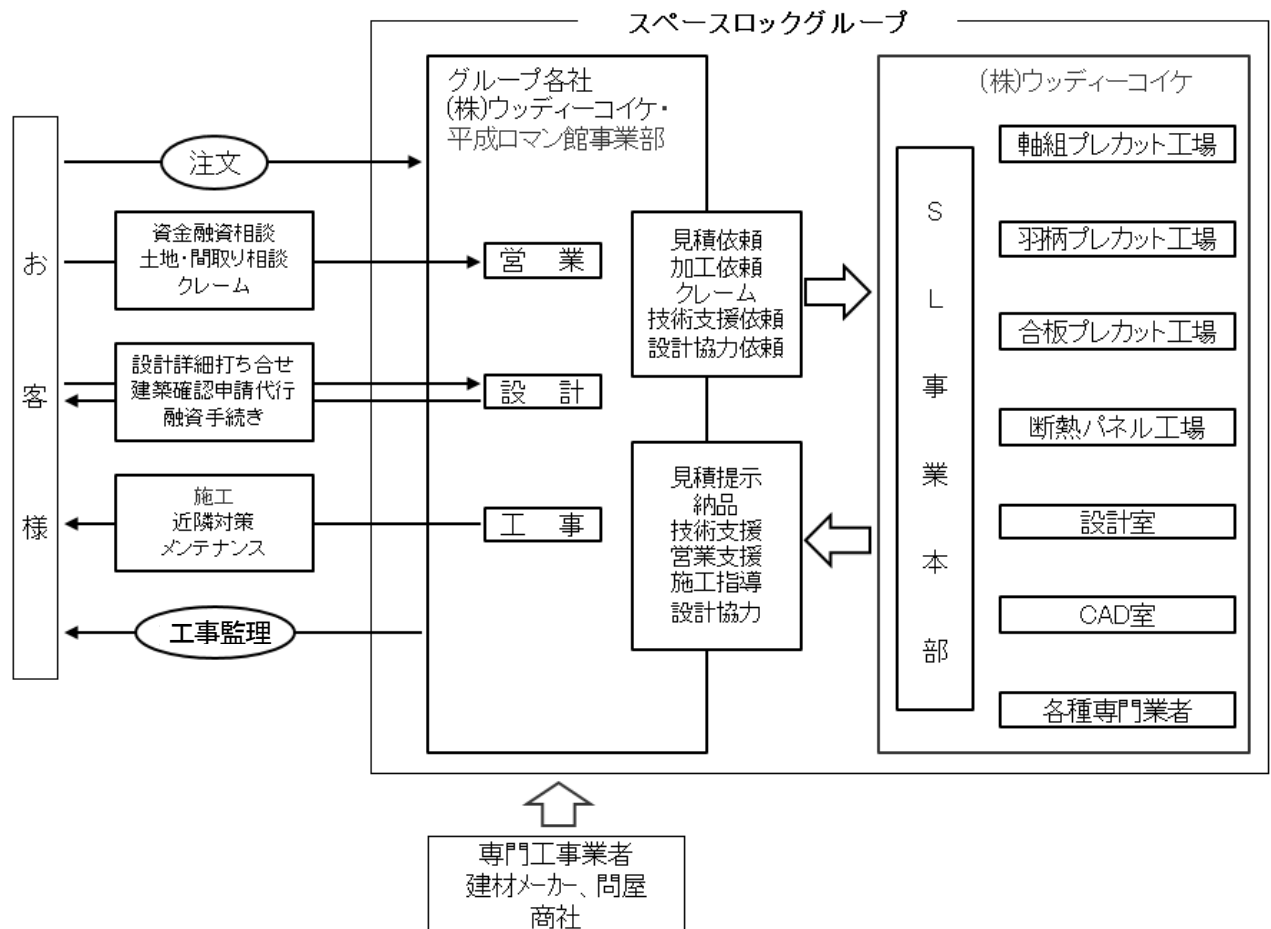 スペースロックグループ
グループ各社
(株)ウッディーコイケ・
平成ロマン館事業部
(株)ウッディーコイケ
お客様
注文
資金融資相談
土地・間取り相談
クレーム
営　業
設計詳細打ち合せ
建築確認申請代行
融資手続き
設　計
施工
近隣対策
メンテナンス
工　事
工事監理
見積依頼
加工依頼
クレーム
技術支援依頼
設計協力依頼
見積提示
納品
技術支援
営業支援
施工指導
設計協力
SL事業本部
軸組プレカット工場
羽柄プレカット工場
合板プレカット工場
断熱パネル工場
設計室
CAD室
各種専門業者
専門工事業者
建材メーカー、問屋
商社